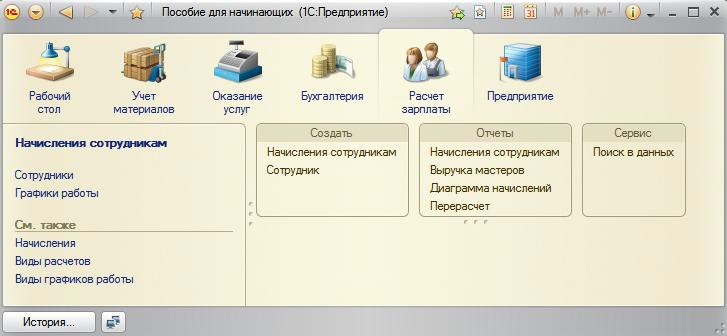 Пособие для начинающих (1С:Предприятие)
M M+ M-
Рабочий
стол
Учет
материалов
Оказание
услуг
Бухгалтерия
Расчет
зарплаты
Предприятие
Начисления сотрудникам
Сотрудники
Графики работы
См. также
Начисления
Виды расчетов
Виды графиков работы
Создать
Начисления сотрудникам
Сотрудник
Отчеты
Начисления сотрудникам
Выручка мастеров
Диаграмма начислений
Перерасчет
Сервис
Поиск в данных
История...